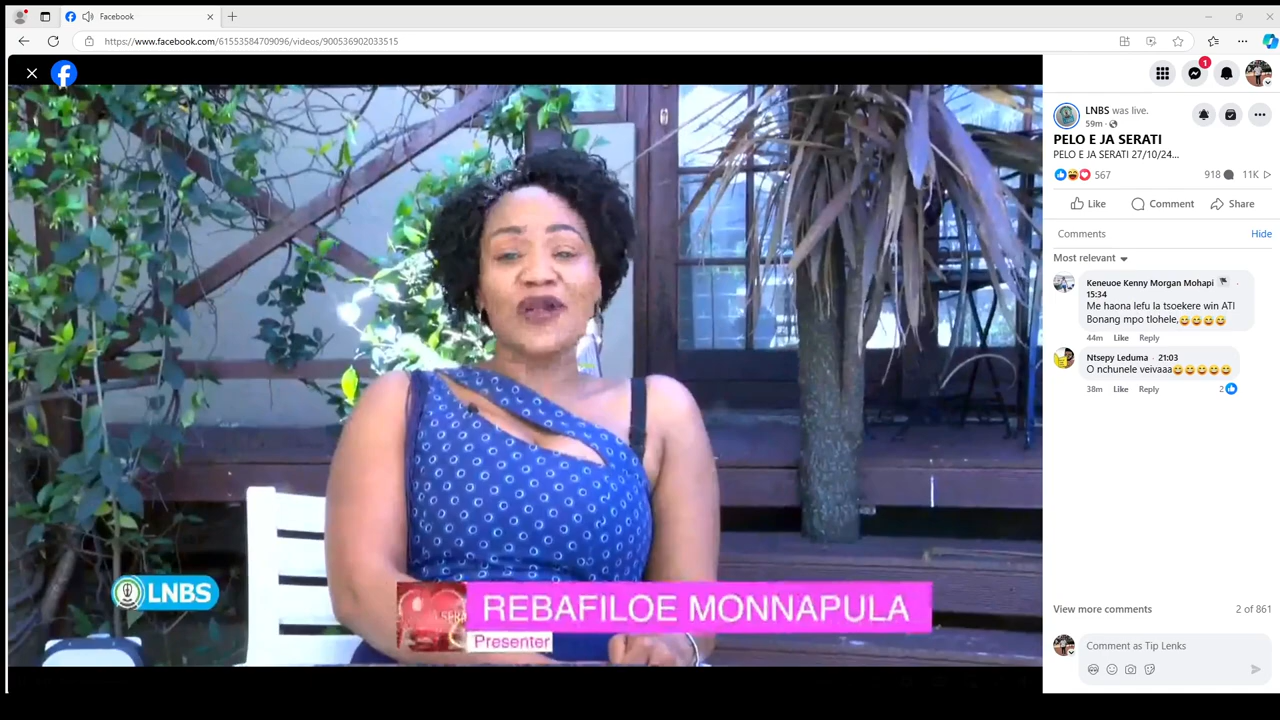 Facebook
https://www.facebook.com/61553584709096/videos/900536902033515
1
LNBS was live.
59m ·
PELO E JA SERATI
PELO E JA SERATI 27/10/24...
567
918
11K
Like
Comment
Share
Comments
Hide
Most relevant
Keneuoe Kenny Morgan Mohapi ·
15:34
Me haona lefu la tsoekere win ATI
Bonang mpo tlohele,😅😅😅😅
44m Like Reply
Ntsepy Leduma · 21:03
O nchunele veivaaa😄😄😄😄😄
38m Like Reply
2
LNBS
REBAFILOE MONNAPULA
Presenter
View more comments
2 of 861
Comment as Tip Lenks